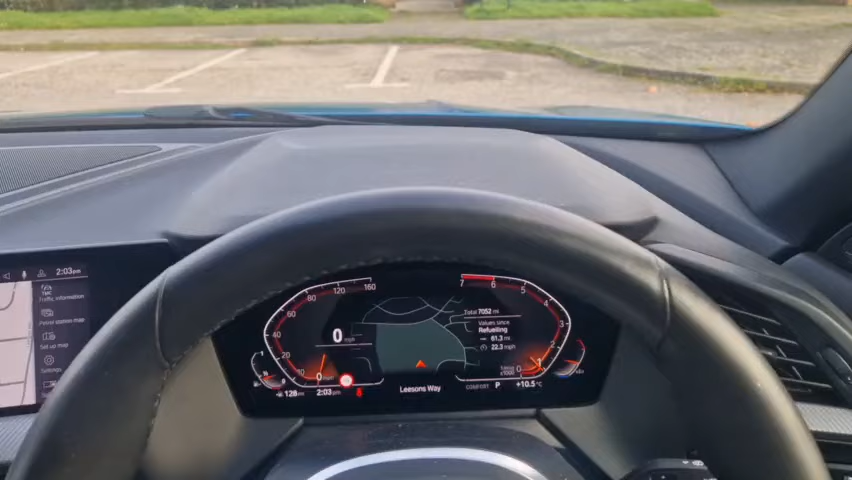 2:03pm
Traffic information
Petrol station map
Set up map
Settings
20
40
60
80
120
160
0 mph
0
7
6
5
4
3
2
1
0
Total 7052 mi
Values since
Refuelling
61.3 mi
22.3 mph
128 mi
2:03pm
Leesons Way
COMFORT
P
+10.5°C